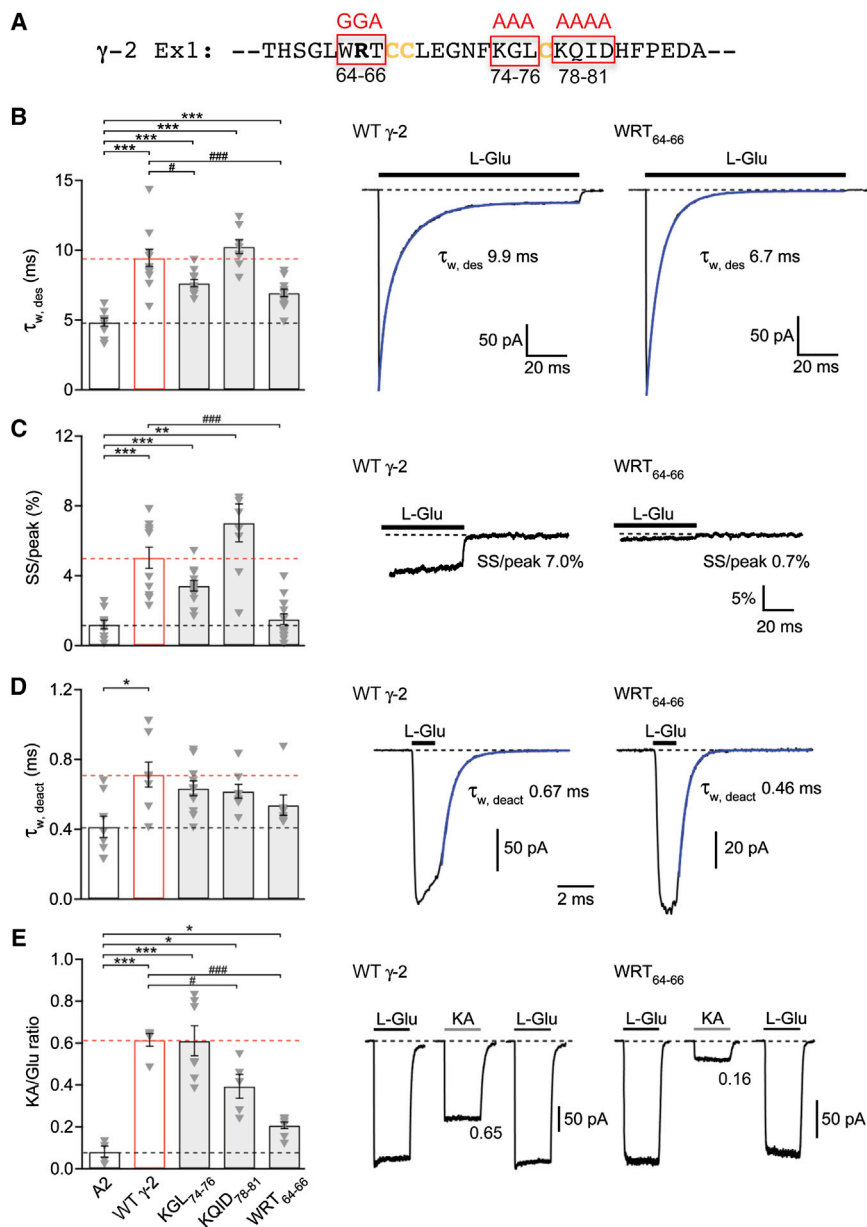 A
GGA AAA AAAA
γ-2 Ex1: --THSGLWRTCCLEGNFKGLCKQIDHFPEDA--
64-66 74-76 78-81
B
***
***
***
***
###
#
15
10
5
0
τw, des (ms)
WT γ-2
L-Glu
τw, des 9.9 ms
50 pA
20 ms
WRT64-66
L-Glu
τw, des 6.7 ms
50 pA
20 ms
C
###
**
***
***
12
8
4
0
SS/peak (%)
WT γ-2
L-Glu
SS/peak 7.0%
WRT64-66
L-Glu
SS/peak 0.7%
5%
20 ms
D
*
1.2
0.8
0.4
0.0
τw, deact (ms)
WT γ-2
L-Glu
τw, deact 0.67 ms
50 pA
2 ms
WRT64-66
L-Glu
τw, deact 0.46 ms
20 pA
E
*
*
***
***
###
#
1.0
0.8
0.6
0.4
0.2
0.0
KA/Glu ratio
A2
WT γ-2
KGL74-76
KQID78-81
WRT64-66
WT γ-2
L-Glu KA L-Glu
0.65
50 pA
WRT64-66
L-Glu KA L-Glu
0.16
50 pA